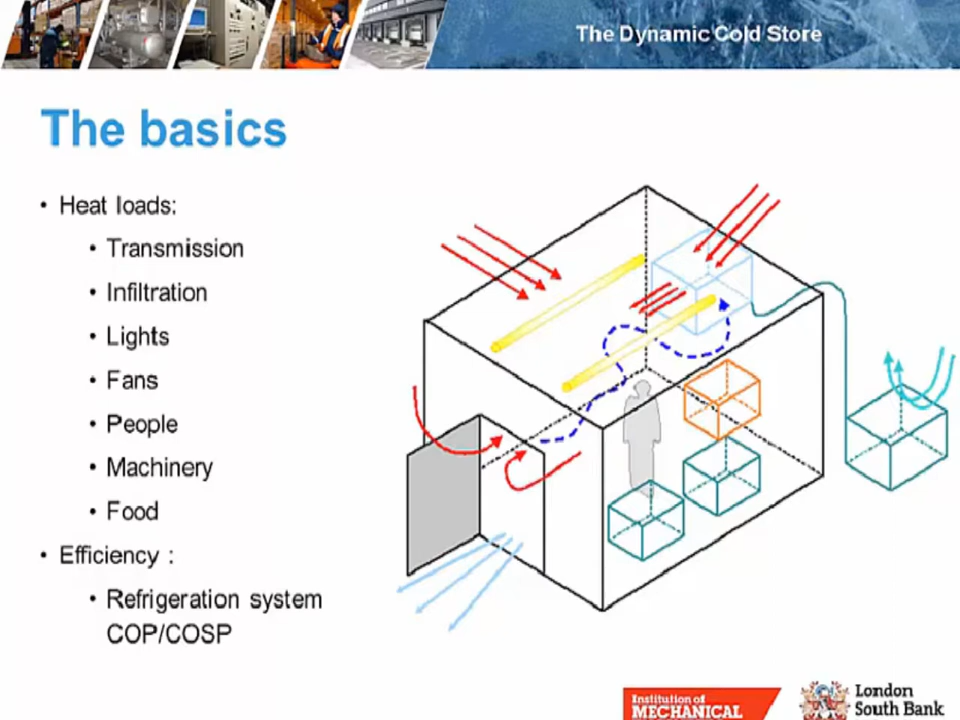 The Dynamic Cold Store
The basics
• Heat loads:
• Transmission
• Infiltration
• Lights
• Fans
• People
• Machinery
• Food
• Efficiency :
• Refrigeration system
COP/COSP
Institution of
MECHANICAL
London
South Bank